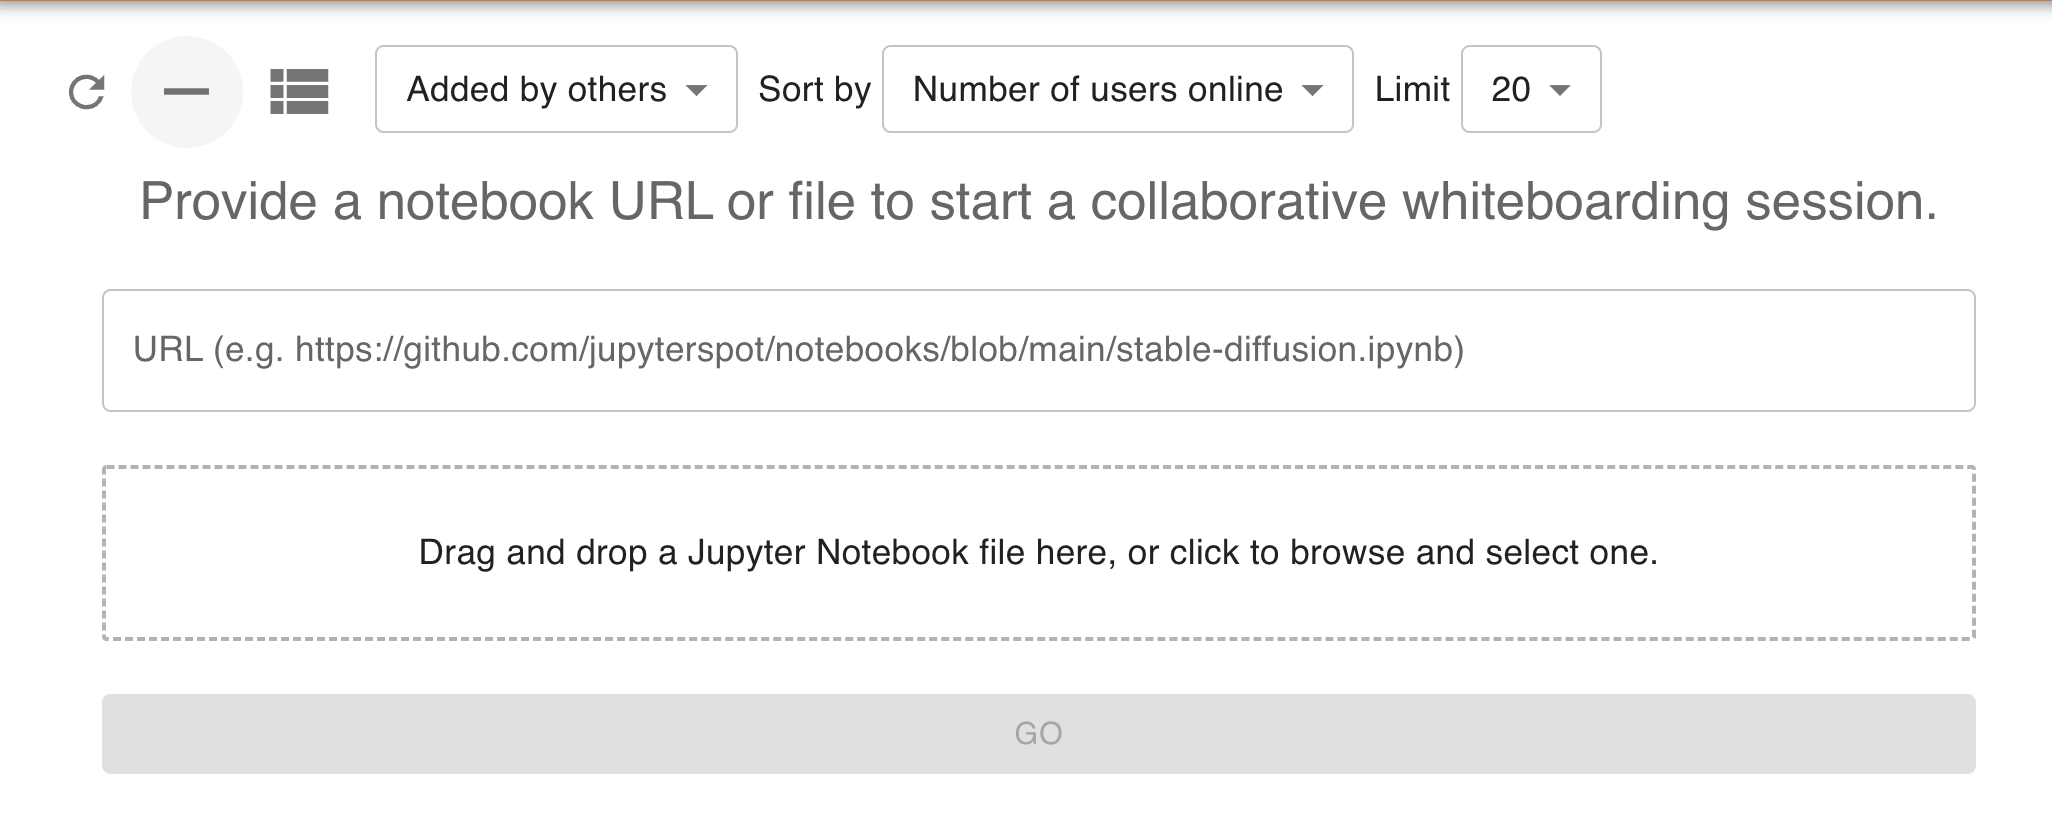 Added by others Sort by Number of users online Limit 20
Provide a notebook URL or file to start a collaborative whiteboarding session.
URL (e.g. https://github.com/jupyterspot/notebooks/blob/main/stable-diffusion.ipynb)
Drag and drop a Jupyter Notebook file here, or click to browse and select one.
GO